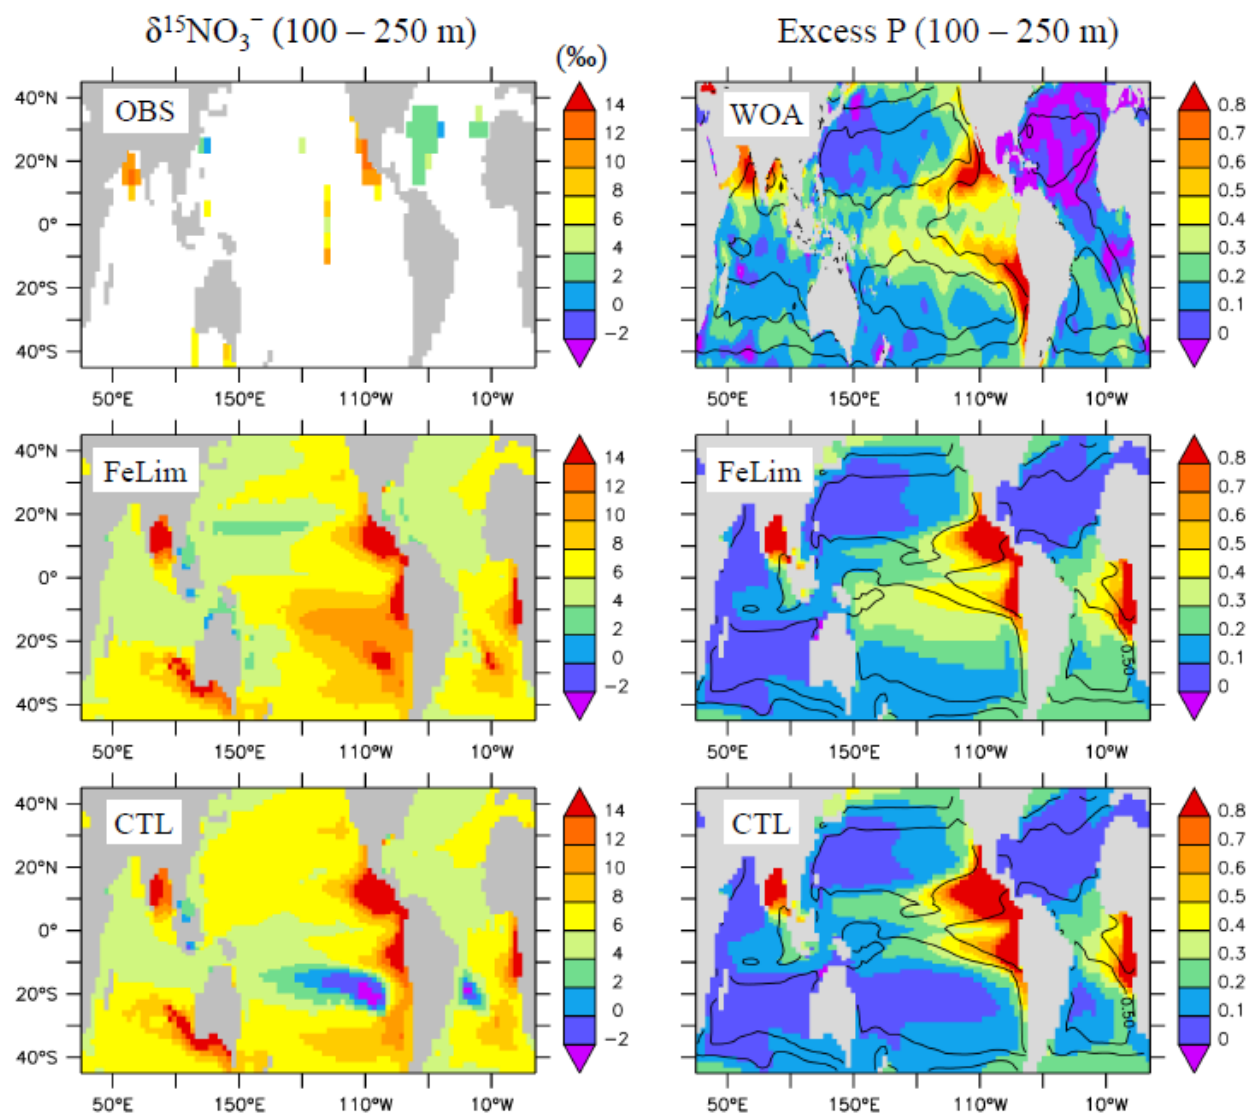 δ¹⁵NO₃⁻ (100 – 250 m)
(‰)
Excess P (100 – 250 m)
OBS
40°N
20°N
0°
20°S
40°S
50°E
150°E
110°W
10°W
14
12
10
8
6
4
2
0
−2
WOA
50°E
150°E
110°W
10°W
0.8
0.7
0.6
0.5
0.4
0.3
0.2
0.1
0
FeLim
40°N
20°N
0°
20°S
40°S
50°E
150°E
110°W
10°W
14
12
10
8
6
4
2
0
−2
FeLim
0.50
50°E
150°E
110°W
10°W
0.8
0.7
0.6
0.5
0.4
0.3
0.2
0.1
0
CTL
40°N
20°N
0°
20°S
40°S
50°E
150°E
110°W
10°W
14
12
10
8
6
4
2
0
−2
CTL
0.50
50°E
150°E
110°W
10°W
0.8
0.7
0.6
0.5
0.4
0.3
0.2
0.1
0